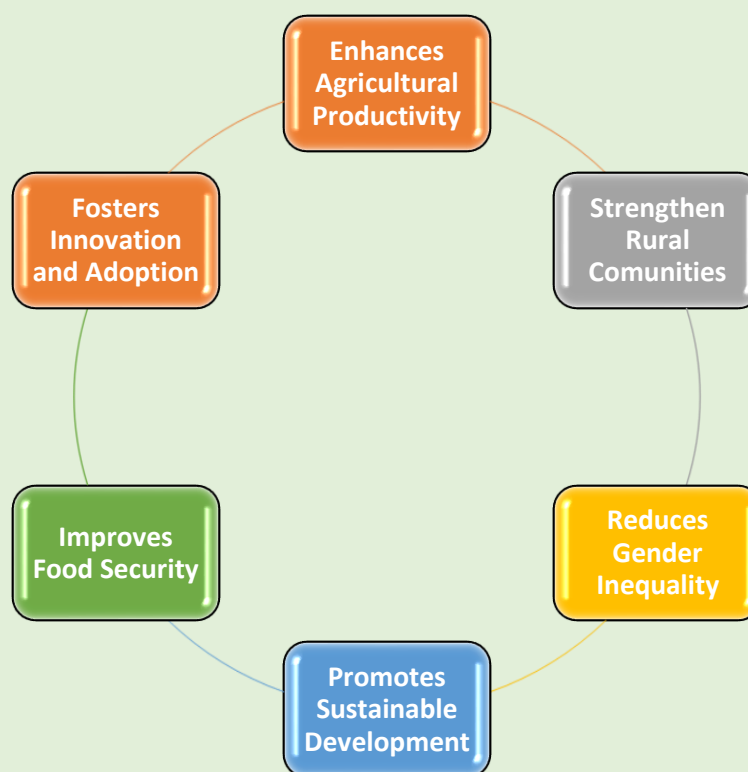 Enhances
Agricultural
Productivity
Strengthen
Rural
Comunities
Reduces
Gender
Inequality
Promotes
Sustainable
Development
Improves
Food Security
Fosters
Innovation
and Adoption